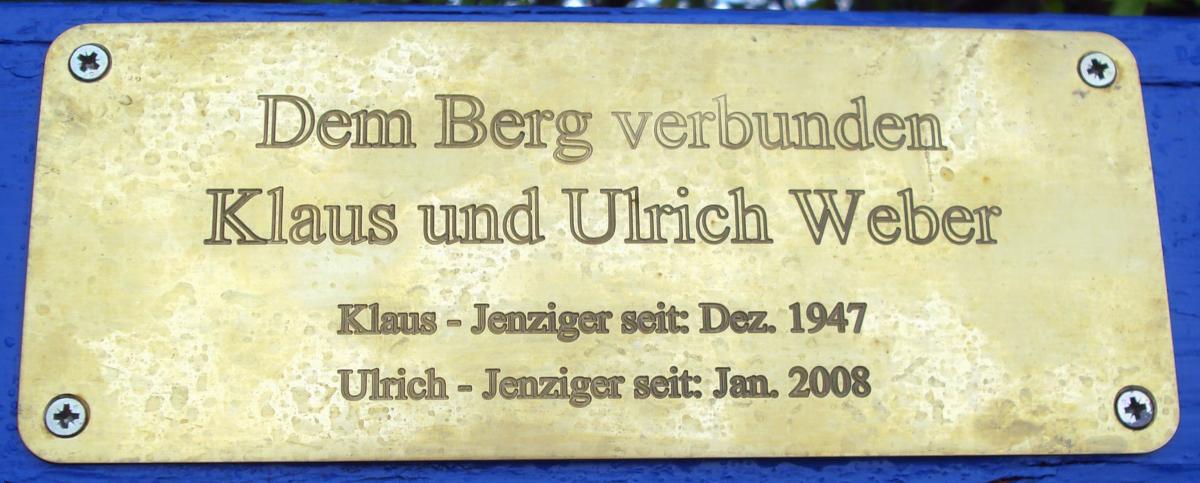 Dem Berg verbunden
Klaus und Ulrich Weber
Klaus - Jenziger seit: Dez. 1947
Ulrich - Jenziger seit: Jan. 2008